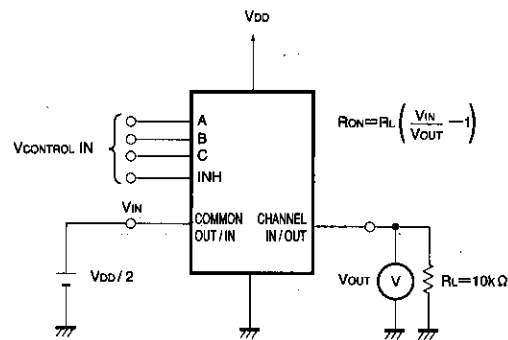 VDD
A
B
C
INH
VCONTROL IN
RON=RL(VIN/VOUT−1)
VIN
COMMON OUT/IN
CHANNEL IN/OUT
VDD/2
VOUT
V
RL=10kΩ